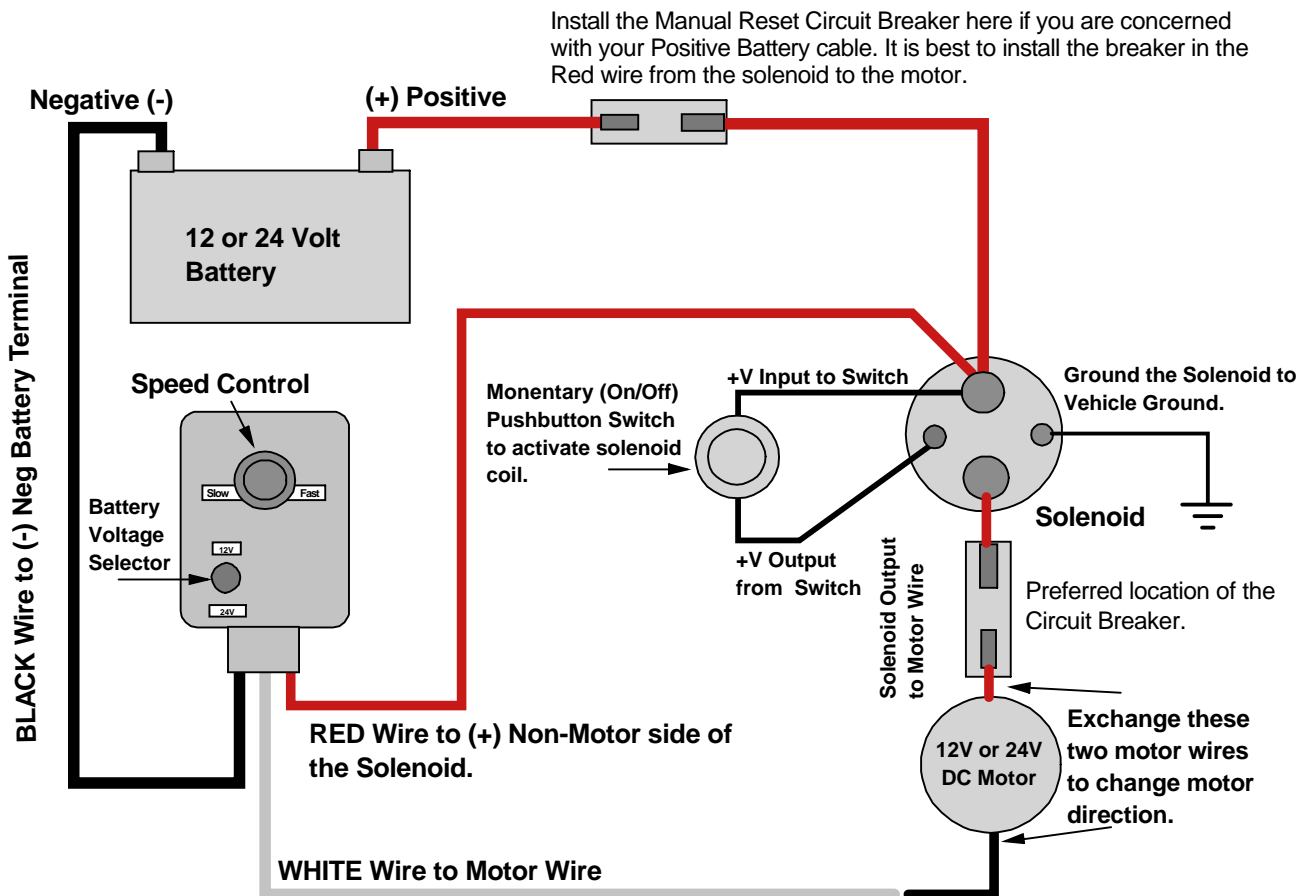 Install the Manual Reset Circuit Breaker here if you are concerned
with your Positive Battery cable. It is best to install the breaker in the
Red wire from the solenoid to the motor.
Negative (-)
(+) Positive
12 or 24 Volt
Battery
BLACK Wire to (-) Neg Battery Terminal
Speed Control
Slow
Fast
Battery
Voltage
Selector
12V
24V
Monentary (On/Off)
Pushbutton Switch
to activate solenoid
coil.
+V Input to Switch
+V Output
from Switch
Ground the Solenoid to
Vehicle Ground.
Solenoid
Solenoid Output
to Motor Wire
Preferred location of the
Circuit Breaker.
12V or 24V
DC Motor
Exchange these
two motor wires
to change motor
direction.
RED Wire to (+) Non-Motor side of
the Solenoid.
WHITE Wire to Motor Wire